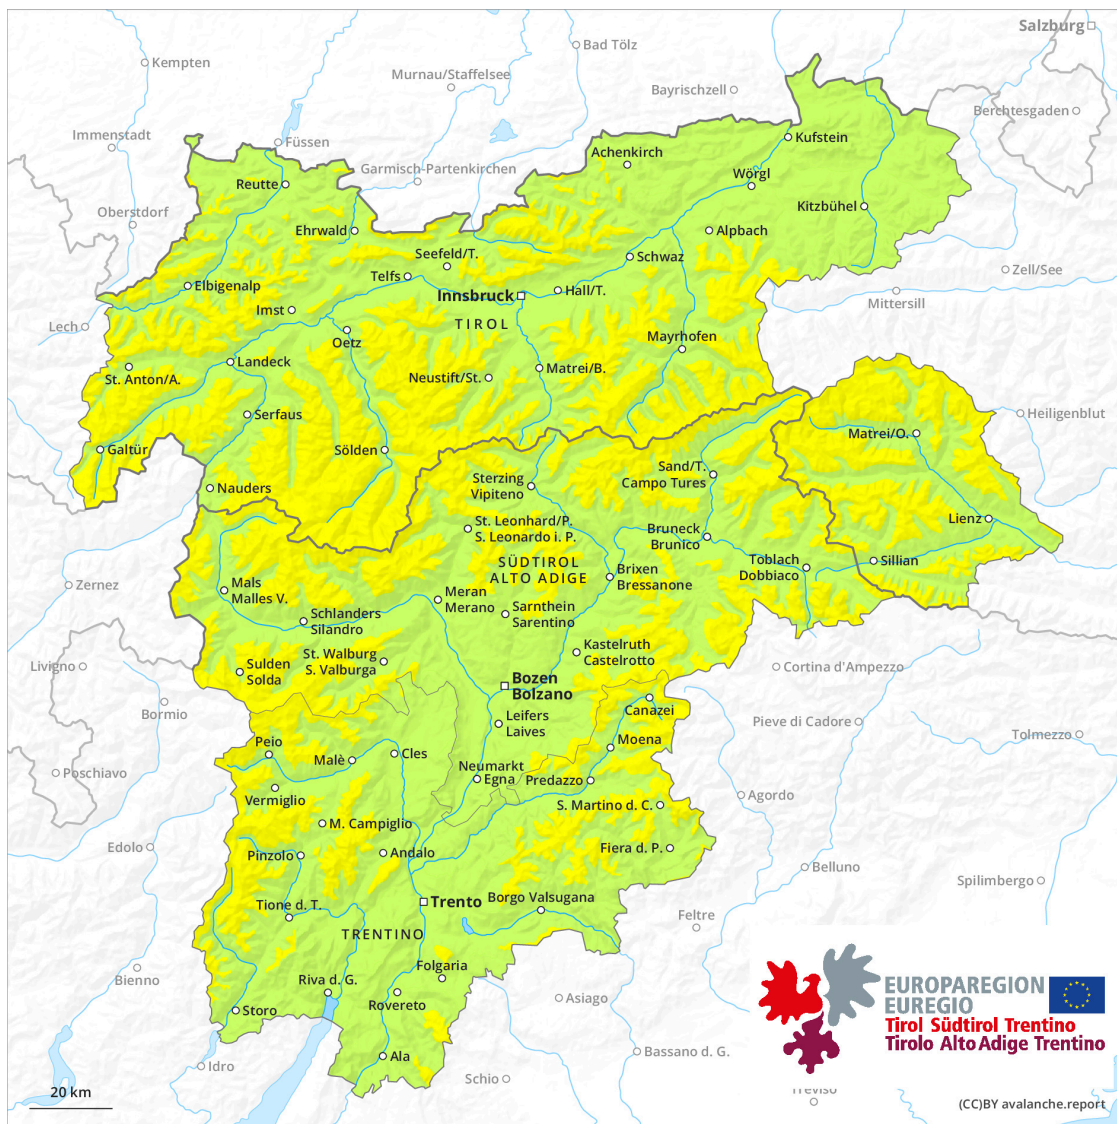 Salzburg
Bad Tölz
Kempten
Murnau/Staffelsee
Bayrischzell
Berchtesgaden
Immenstadt
Füssen
Kufstein
Achenkirch
Garmisch-Partenkirchen
Wörgl
Reutte
Oberstdorf
Kitzbühel
Ehrwald
Alpbach
Seefeld/T.
Schwaz
Zell/See
Telfs
Elbigenalp
Hall/T.
Innsbruck
Mittersill
Imst
TIROL
Lech
Oetz
Mayrhofen
Landeck
Matrei/B.
St. Anton/A.
Neustift/St.
Serfaus
Heiligenblut
Matrei/O.
Galtür
Sölden
Sand/T.
Campo Tures
Sterzing
Vipiteno
Nauders
Lienz
St. Leonhard/P.
S. Leonardo i. P.
Bruneck
Brunico
SÜDTIROL
ALTO ADIGE
Toblach
Dobbiaco
Sillian
Brixen
Bressanone
Zernez
Mals
Malles V.
Meran
Merano
Sarnthein
Sarentino
Schlanders
Silandro
Kastelruth
Castelrotto
St. Walburg
S. Valburga
Livigno
Sulden
Solda
Cortina d'Ampezzo
Bozen
Bolzano
Canazei
Bormio
Leifers
Laives
Pieve di Cadore
Tolmezzo
Moena
Peio
Cles
Malè
Poschiavo
Neumarkt
Egna
Predazzo
Vermiglio
Agordo
S. Martino d. C.
M. Campiglio
Edolo
Fiera d. P.
Andalo
Pinzolo
Belluno
Spilimbergo
Borgo Valsugana
Trento
Tione d. T.
Feltre
TRENTINO
Folgaria
Bienno
Riva d. G.
Asiago
Rovereto
Storo
EUROPAREGION
EUREGIO
Tirol Südtirol Trentino
Tirolo Alto Adige Trentino
Ala
Bassano d. G.
Idro
Schio
Treviso
20 km
(CC)BY avalanche.report